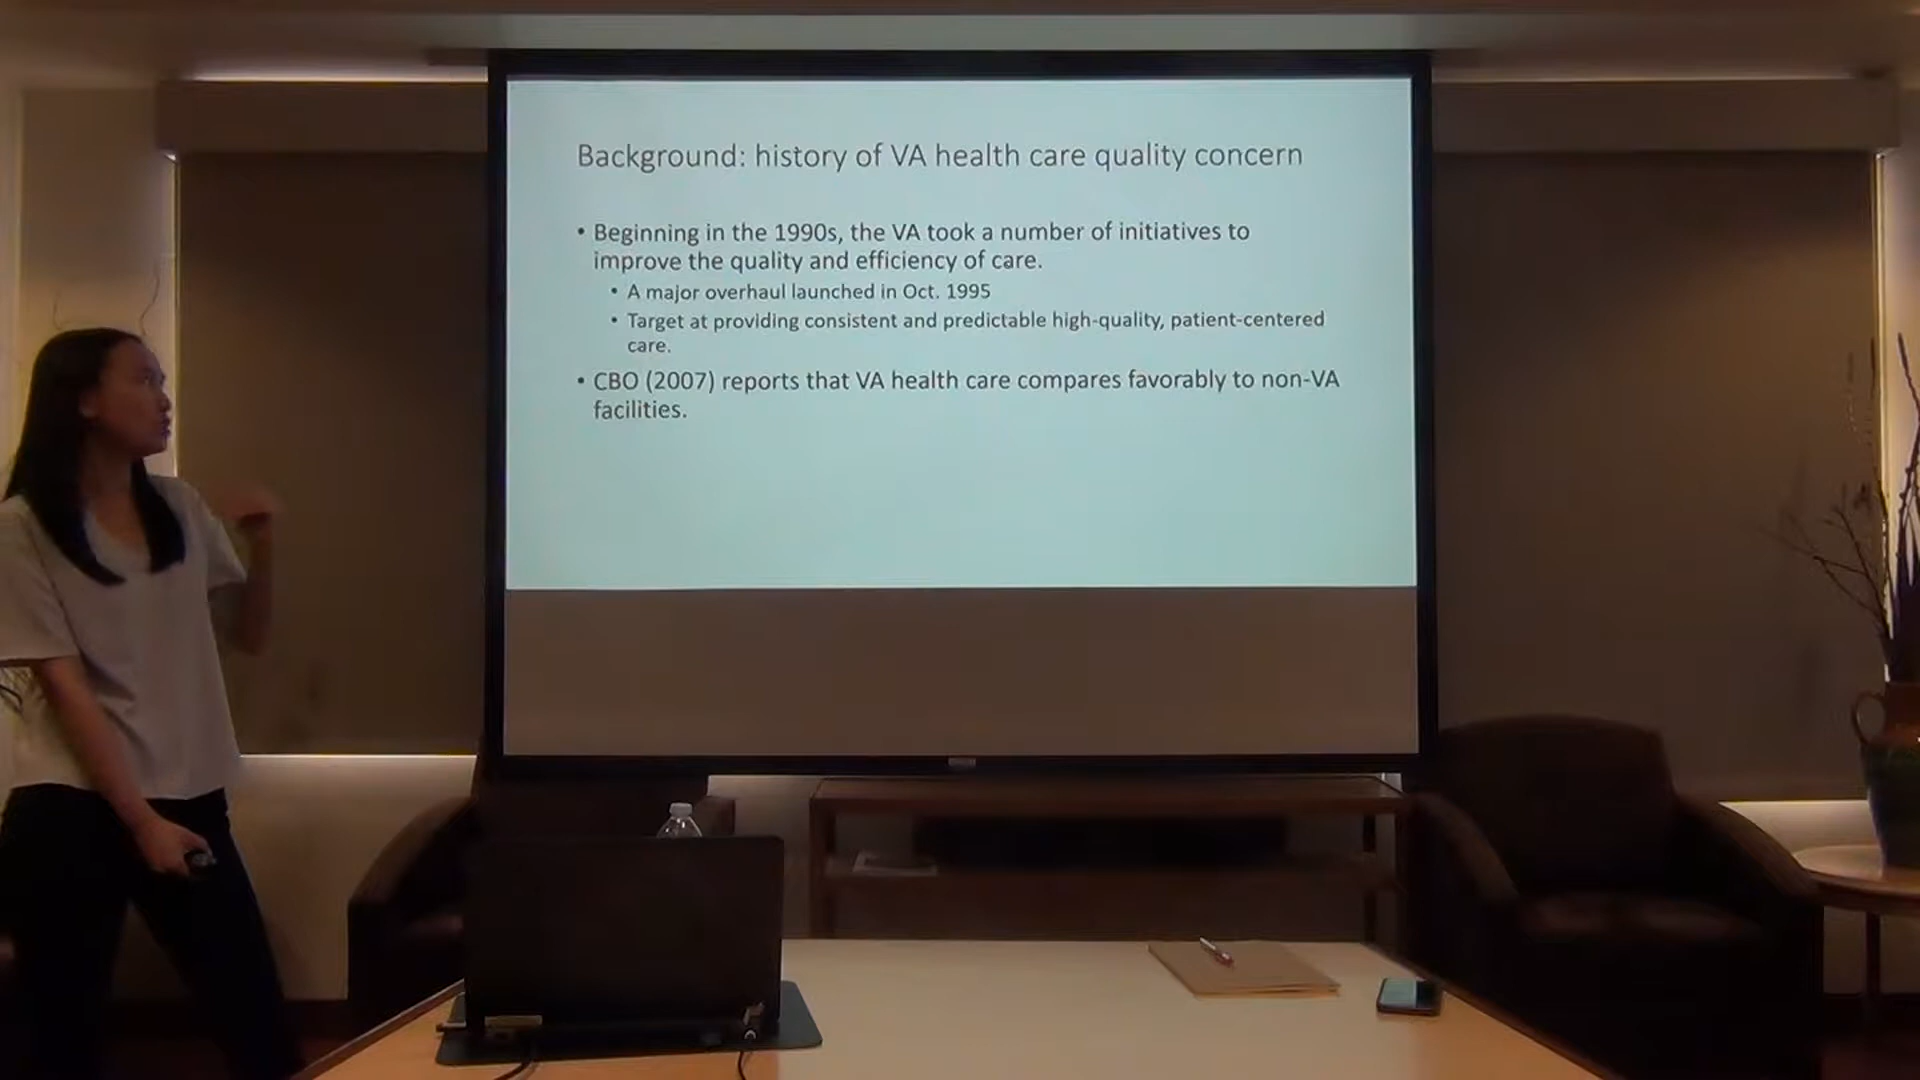 Background: history of VA health care quality concern
• Beginning in the 1990s, the VA took a number of initiatives to
improve the quality and efficiency of care.
• A major overhaul launched in Oct. 1995
• Target at providing consistent and predictable high-quality, patient-centered
care.
• CBO (2007) reports that VA health care compares favorably to non-VA
facilities.